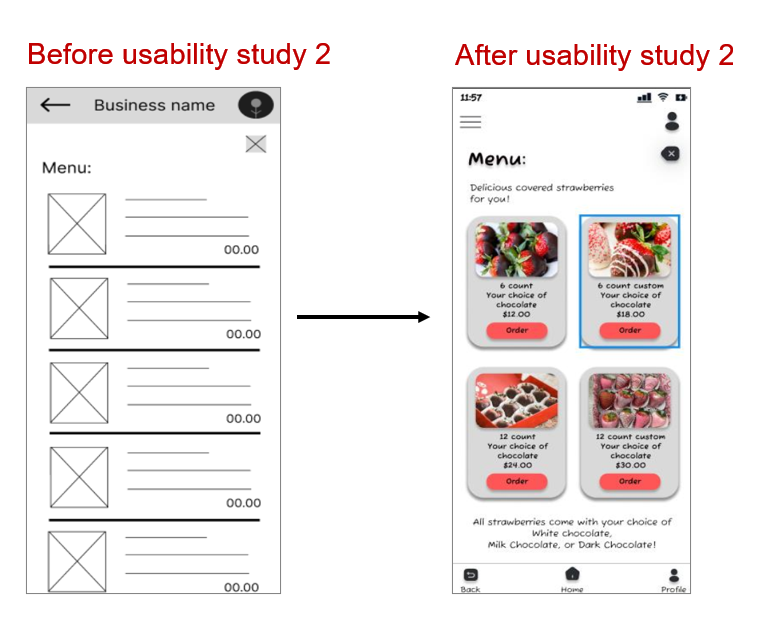 Before usability study 2
After usability study 2
Business name
Menu:
00.00
00.00
00.00
00.00
00.00
11:57
Menu:
Delicious covered strawberries
for you!
6 count
Your choice of
chocolate
$12.00
Order
6 count custom
Your choice of
chocolate
$18.00
Order
12 count
Your choice of
chocolate
$24.00
Order
12 count custom
Your choice of
chocolate
$30.00
Order
All strawberries come with your choice of
White chocolate,
Milk Chocolate, or Dark Chocolate!
Back
Home
Profile